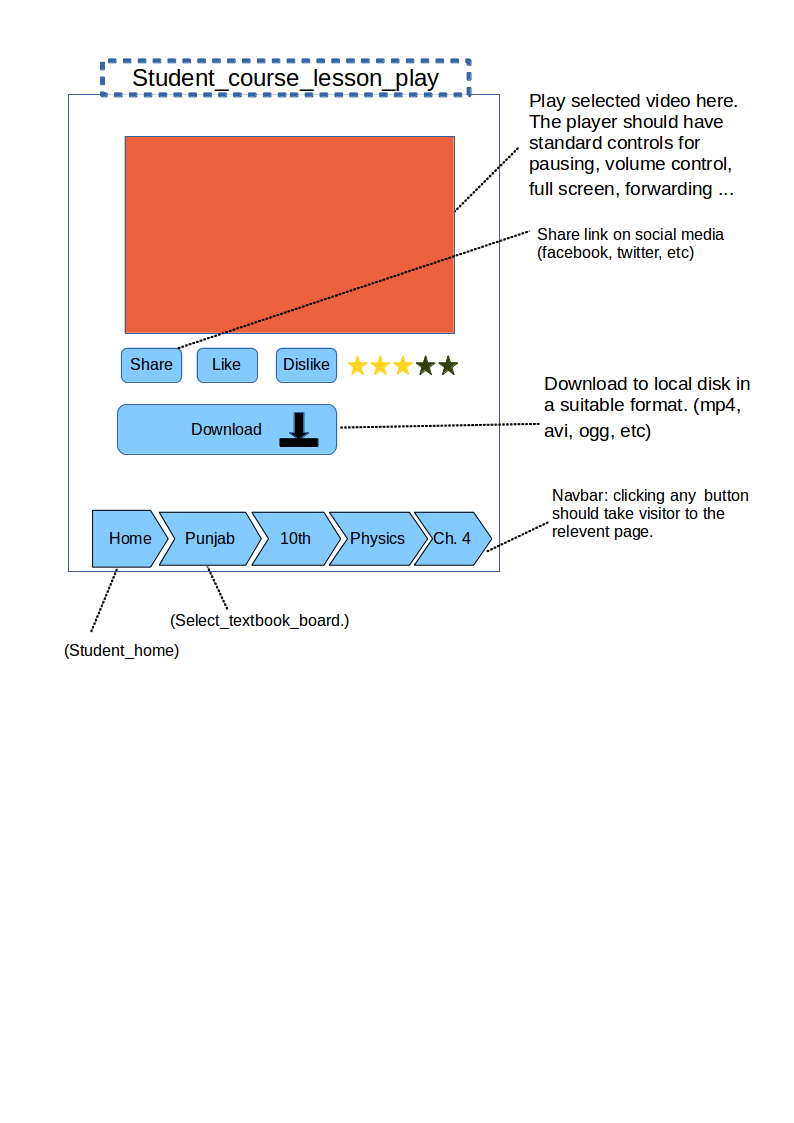 Student_course_lesson_play
Play selected video here.
The player should have
standard controls for
pausing, volume control,
full screen, forwarding ...
Share link on social media
(facebook, twitter, etc)
Share
Like
Dislike
Download to local disk in
a suitable format. (mp4,
avi, ogg, etc)
Download
Navbar: clicking any  button
should take visitor to the
relevent page.
Home
Punjab
10th
Physics
Ch. 4
(Select_textbook_board.)
(Student_home)